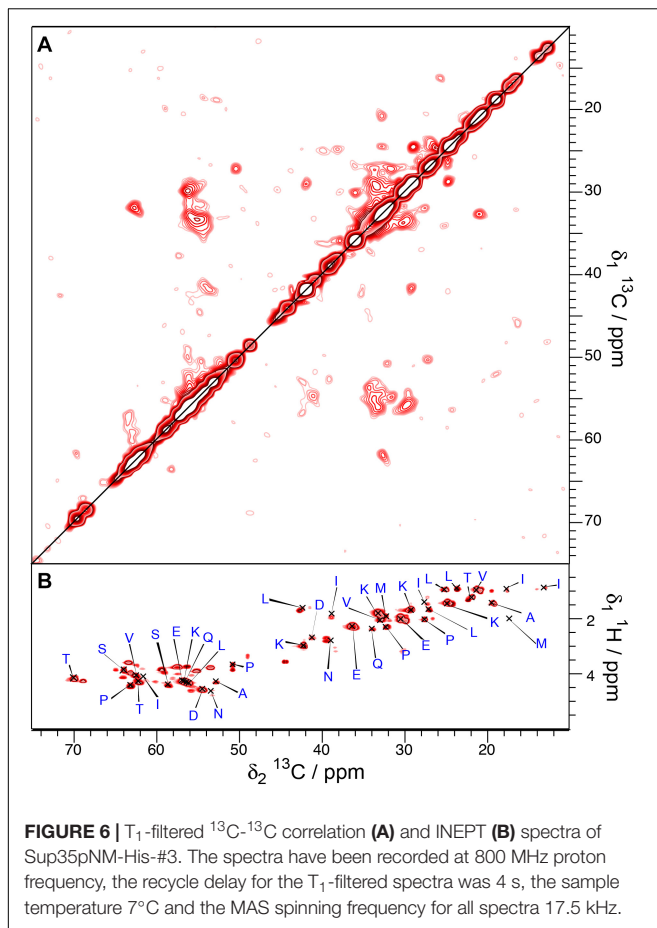 A
20
30
40
50
60
70
δ1 13C / ppm
B
L
D
I
V
K
M
K
I
L
L
T
V
I
I
2
4
δ1 1H / ppm
K
N
E
Q
P
E
P
L
K
A
M
T
S
V
S
E
K
Q
L
P
P
T
I
D
N
A
70 60 50 40 30 20
δ2 13C / ppm
FIGURE 6 | T1-filtered 13C-13C correlation (A) and INEPT (B) spectra of
Sup35pNM-His-#3. The spectra have been recorded at 800 MHz proton
frequency, the recycle delay for the T1-filtered spectra was 4 s, the sample
temperature 7°C and the MAS spinning frequency for all spectra 17.5 kHz.